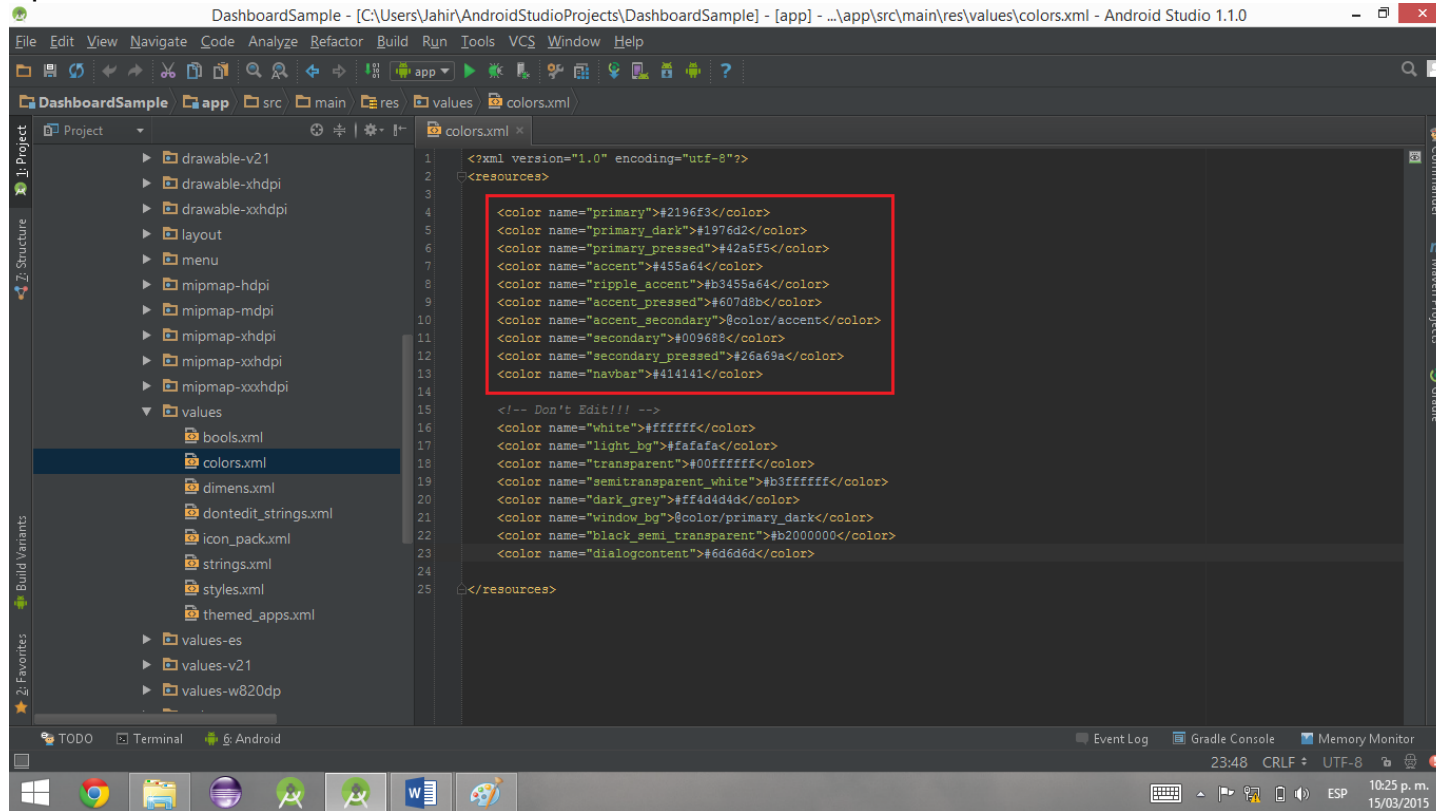 DashboardSample - [C:\Users\Jahir\AndroidStudioProjects\DashboardSample] - [app] - ...\app\src\main\res\values\colors.xml - Android Studio 1.1.0
File Edit View Navigate Code Analyze Refactor Build Run Tools VCS Window Help
app
DashboardSample app src main res values colors.xml
1: Project
Z: Structure
Build Variants
2: Favorites
Project
drawable-v21
drawable-xhdpi
drawable-xxhdpi
layout
menu
mipmap-hdpi
mipmap-mdpi
mipmap-xhdpi
mipmap-xxhdpi
mipmap-xxxhdpi
values
bools.xml
colors.xml
dimens.xml
dontedit_strings.xml
icon_pack.xml
strings.xml
styles.xml
themed_apps.xml
values-es
values-v21
values-w820dp
colors.xml
1 <?xml version="1.0" encoding="utf-8"?>
2 <resources>
3
4 <color name="primary">#2196f3</color>
5 <color name="primary_dark">#1976d2</color>
6 <color name="primary_pressed">#42a5f5</color>
7 <color name="accent">#455a64</color>
8 <color name="ripple_accent">#b3455a64</color>
9 <color name="accent_pressed">#607d8b</color>
10 <color name="accent_secondary">@color/accent</color>
11 <color name="secondary">#009688</color>
12 <color name="secondary_pressed">#26a69a</color>
13 <color name="navbar">#414141</color>
14
15 <!-- Don't Edit!!! -->
16 <color name="white">#ffffff</color>
17 <color name="light_bg">#fafafa</color>
18 <color name="transparent">#00ffffff</color>
19 <color name="semitransparent_white">#b3ffffff</color>
20 <color name="dark_grey">#ff4d4d4d</color>
21 <color name="window_bg">@color/primary_dark</color>
22 <color name="black_semi_transparent">#b2000000</color>
23 <color name="dialogcontent">#6d6d6d</color>
24
25 </resources>
Commander
Maven Projects
Gradle
TODO Terminal 6: Android Event Log Gradle Console Memory Monitor
23:48 CRLF UTF-8
ESP
10:25 p. m.
15/03/2015